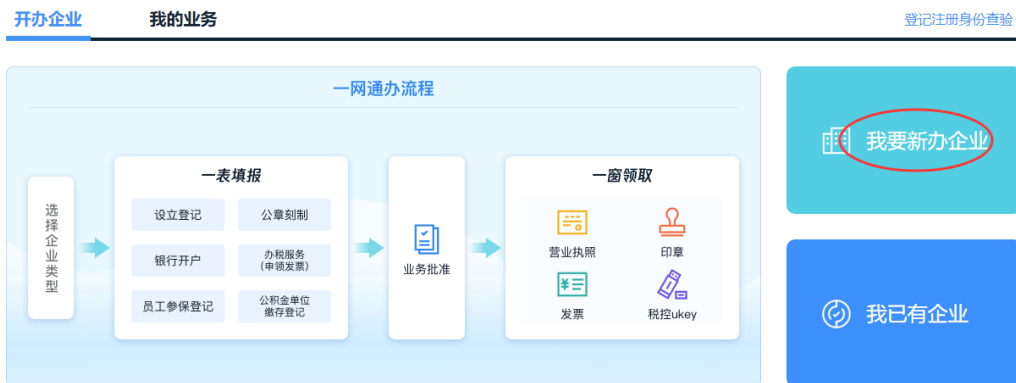 开办企业
我的业务
登记注册身份查验
一网通办流程
选择企业类型
一表填报
设立登记
公章刻制
银行开户
办税服务
(申领发票)
员工参保登记
公积金单位
缴存登记
业务批准
一窗领取
营业执照
印章
发票
税控ukey
我要新办企业
我已有企业